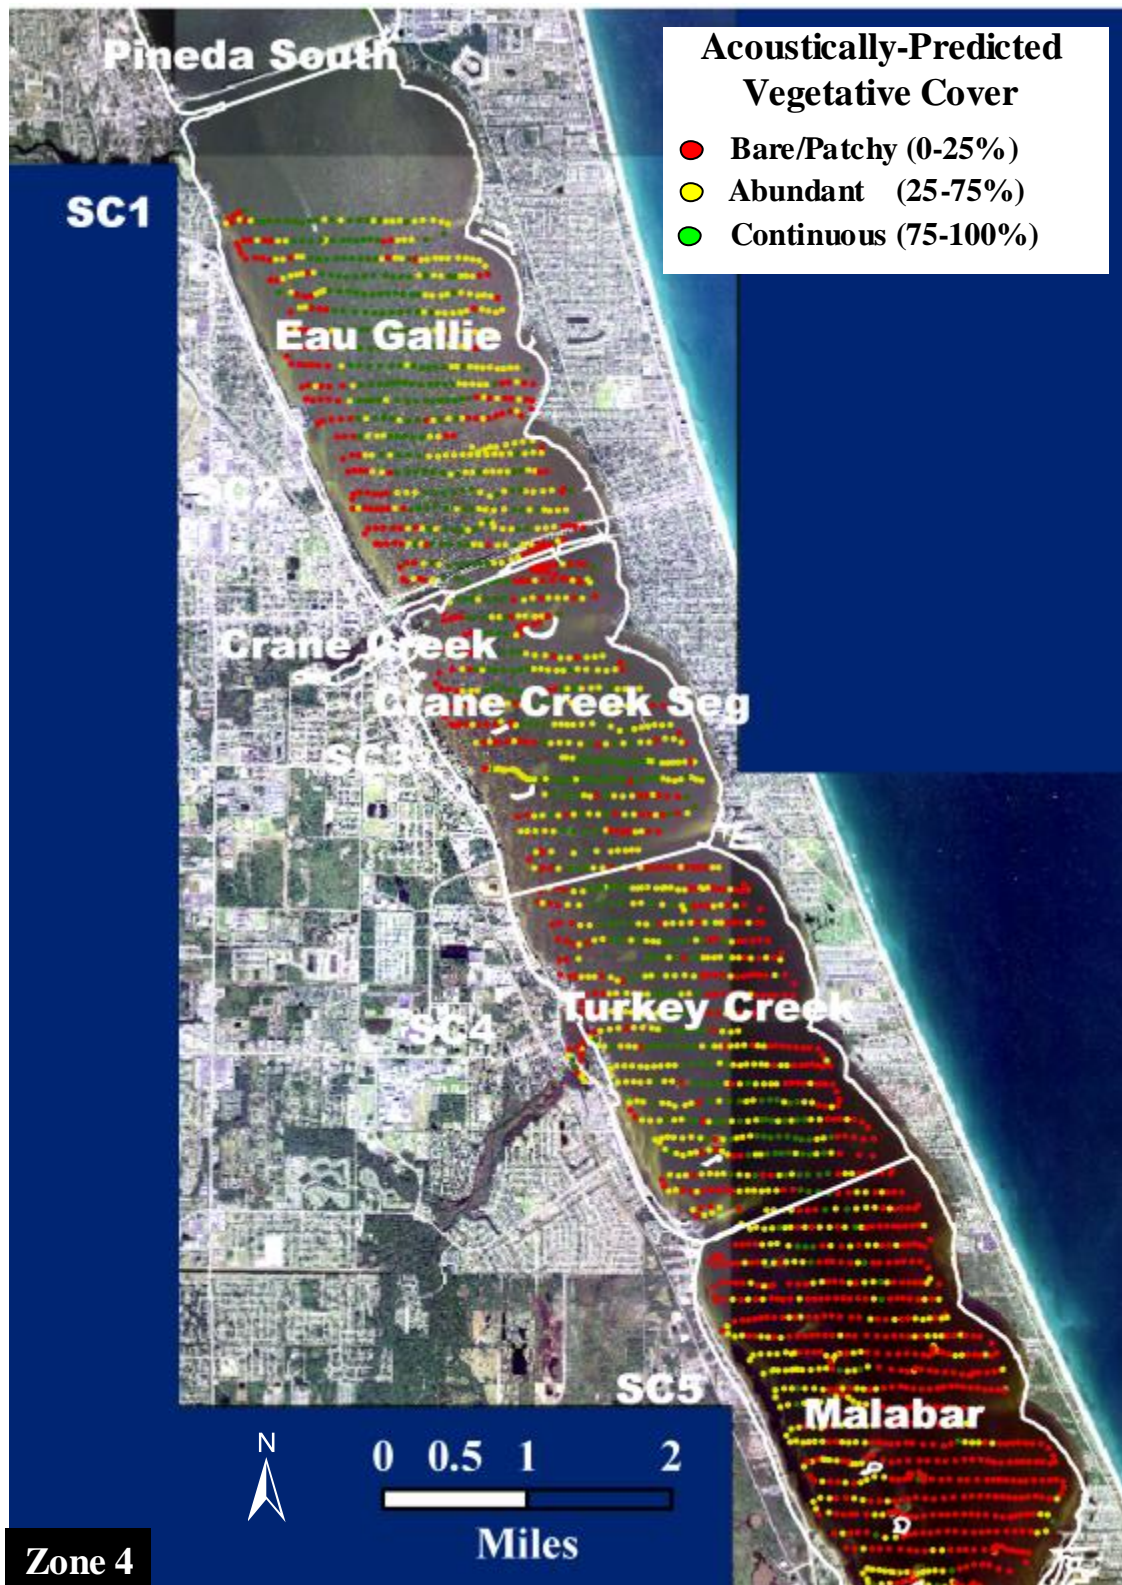 Pineda South
Acoustically-Predicted
Vegetative Cover
Bare/Patchy (0-25%)
Abundant (25-75%)
Continuous (75-100%)
SC1
Eau Gallie
SC2
Crane Creek
Crane Creek Seg
SC3
Turkey Creek
SC4
SC5
Malabar
N
0 0.5 1 2
Miles
Zone 4